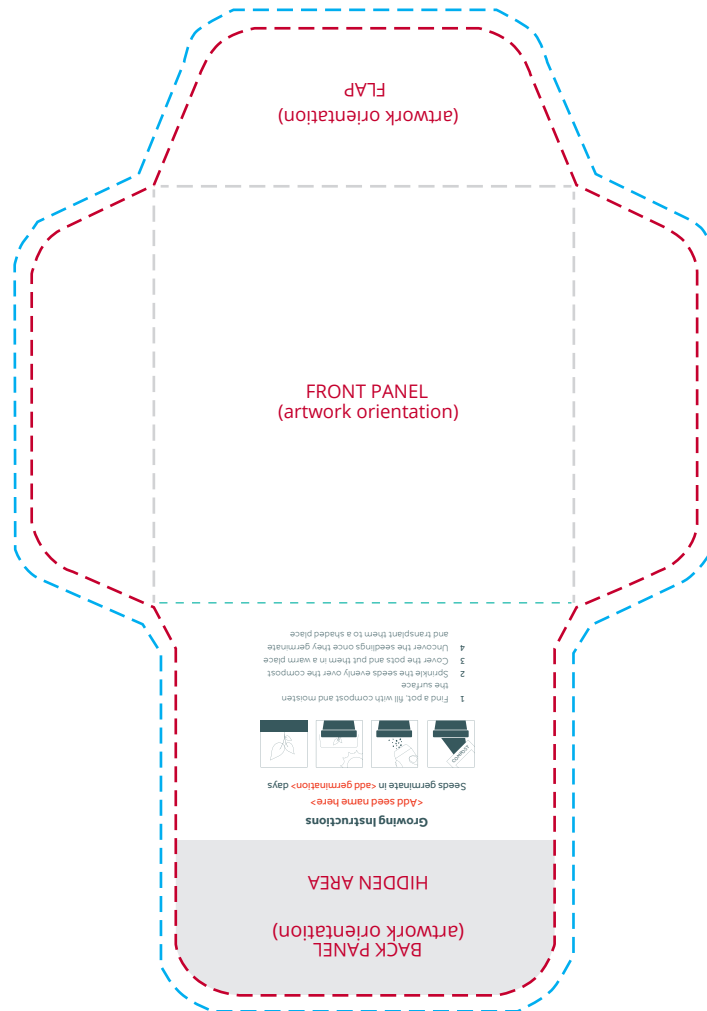 FLAP
(artwork orientation)
FRONT PANEL
(artwork orientation)
BACK PANEL
(artwork orientation)
HIDDEN AREA
Growing Instructions
<Add seed name here>
Seeds germinate in <add germination> days
COMPOST
1 Find a pot, fill with compost and moisten
the surface
2 Sprinkle the seeds evenly over the compost
3 Cover the pots and put them in a warm place
4 Uncover the seedlings once they germinate
and transplant them to a shaded place